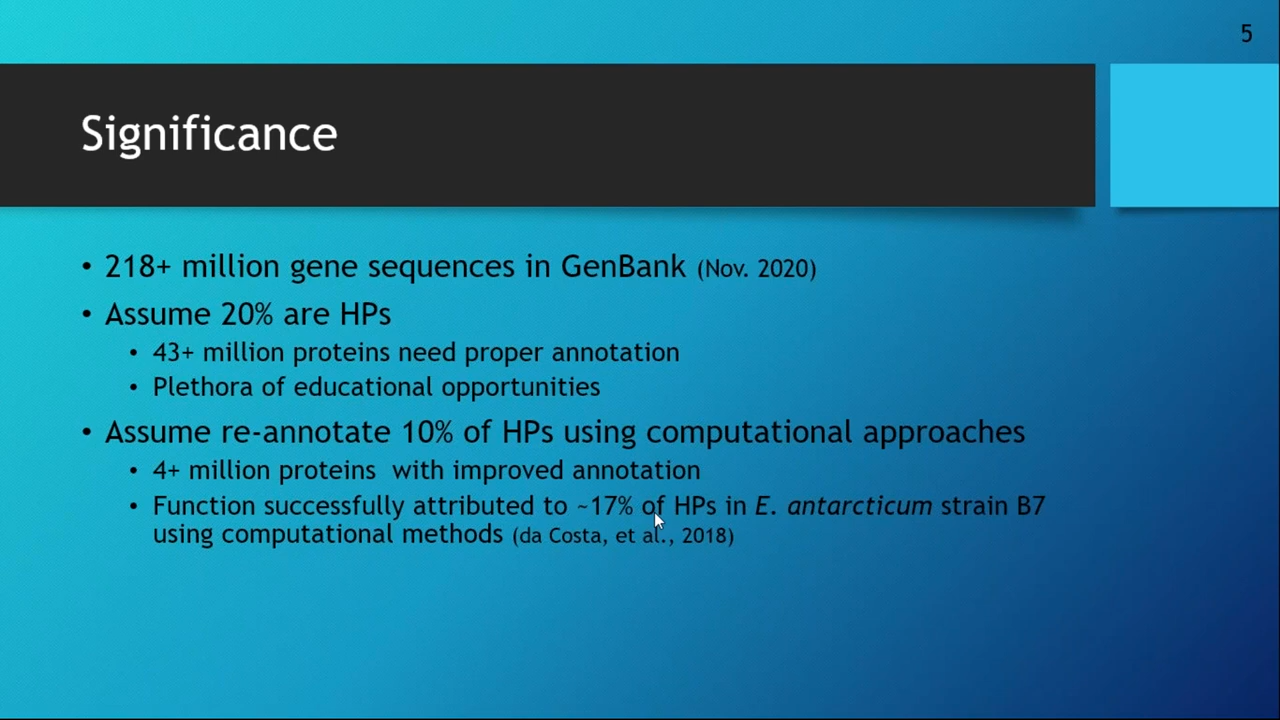 5
Significance
• 218+ million gene sequences in GenBank (Nov. 2020)
• Assume 20% are HPs
• 43+ million proteins need proper annotation
• Plethora of educational opportunities
• Assume re-annotate 10% of HPs using computational approaches
• 4+ million proteins  with improved annotation
• Function successfully attributed to ~17% of HPs in E. antarcticum strain B7
using computational methods (da Costa, et al., 2018)